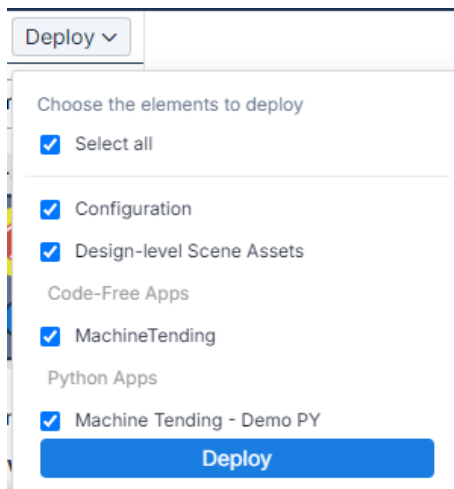 Deploy
Choose the elements to deploy
Select all
Configuration
Design-level Scene Assets
Code-Free Apps
MachineTending
Python Apps
Machine Tending - Demo PY
Deploy